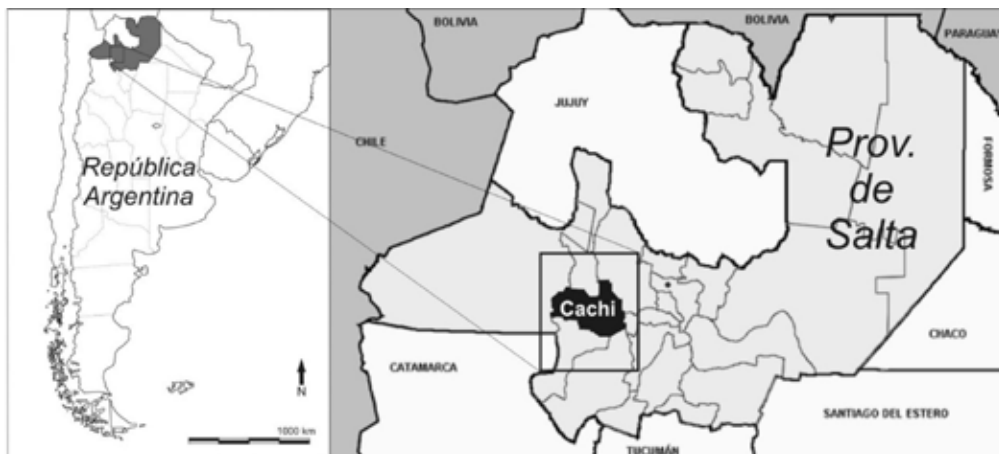 República
Argentina
N
1000 km
BOLIVIA
BOLIVIA
PARAGUAY
JUJUY
CHILE
FORMOSA
Prov.
de
Salta
Cachi
CHACO
CATAMARCA
SANTIAGO DEL ESTERO
TUCUMÁN